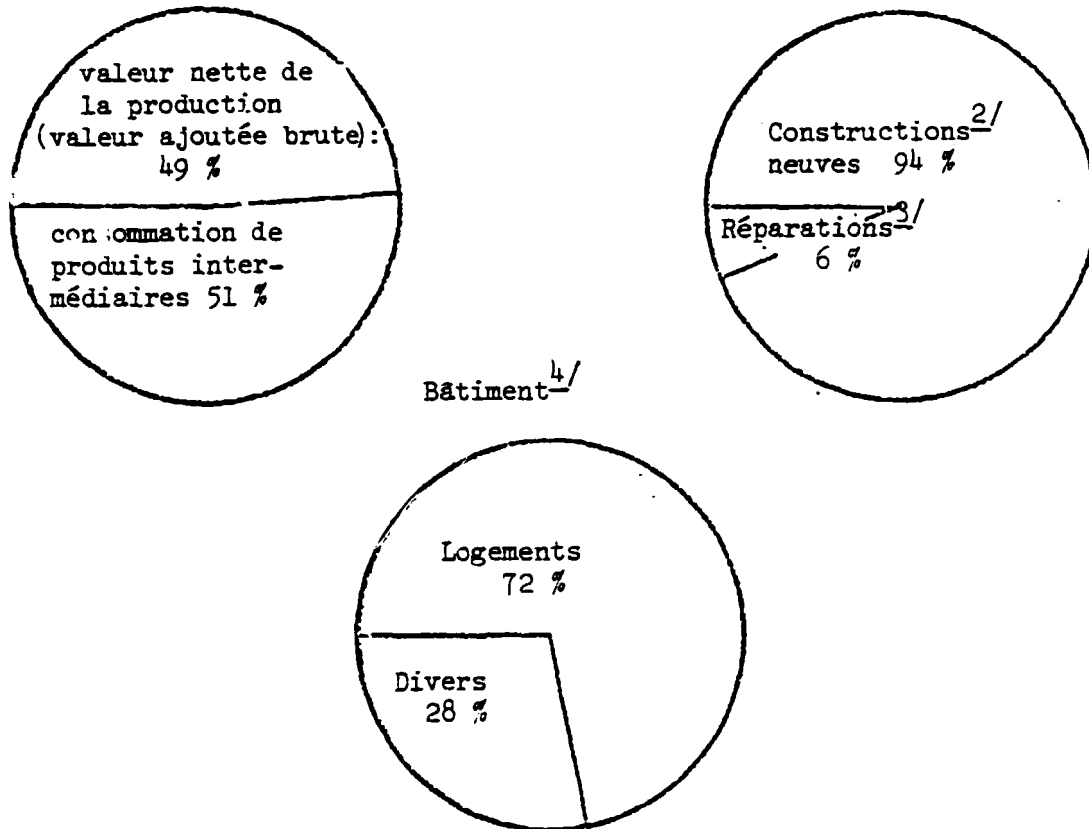 valeur nette de
la production
(valeur ajoutée brute):
49 %
consommation de
produits inter-
médiaires 51 %
Constructions 2/
neuves 94 %
Réparations 3/
6 %
Bâtiment 4/
Logements
72 %
Divers
28 %